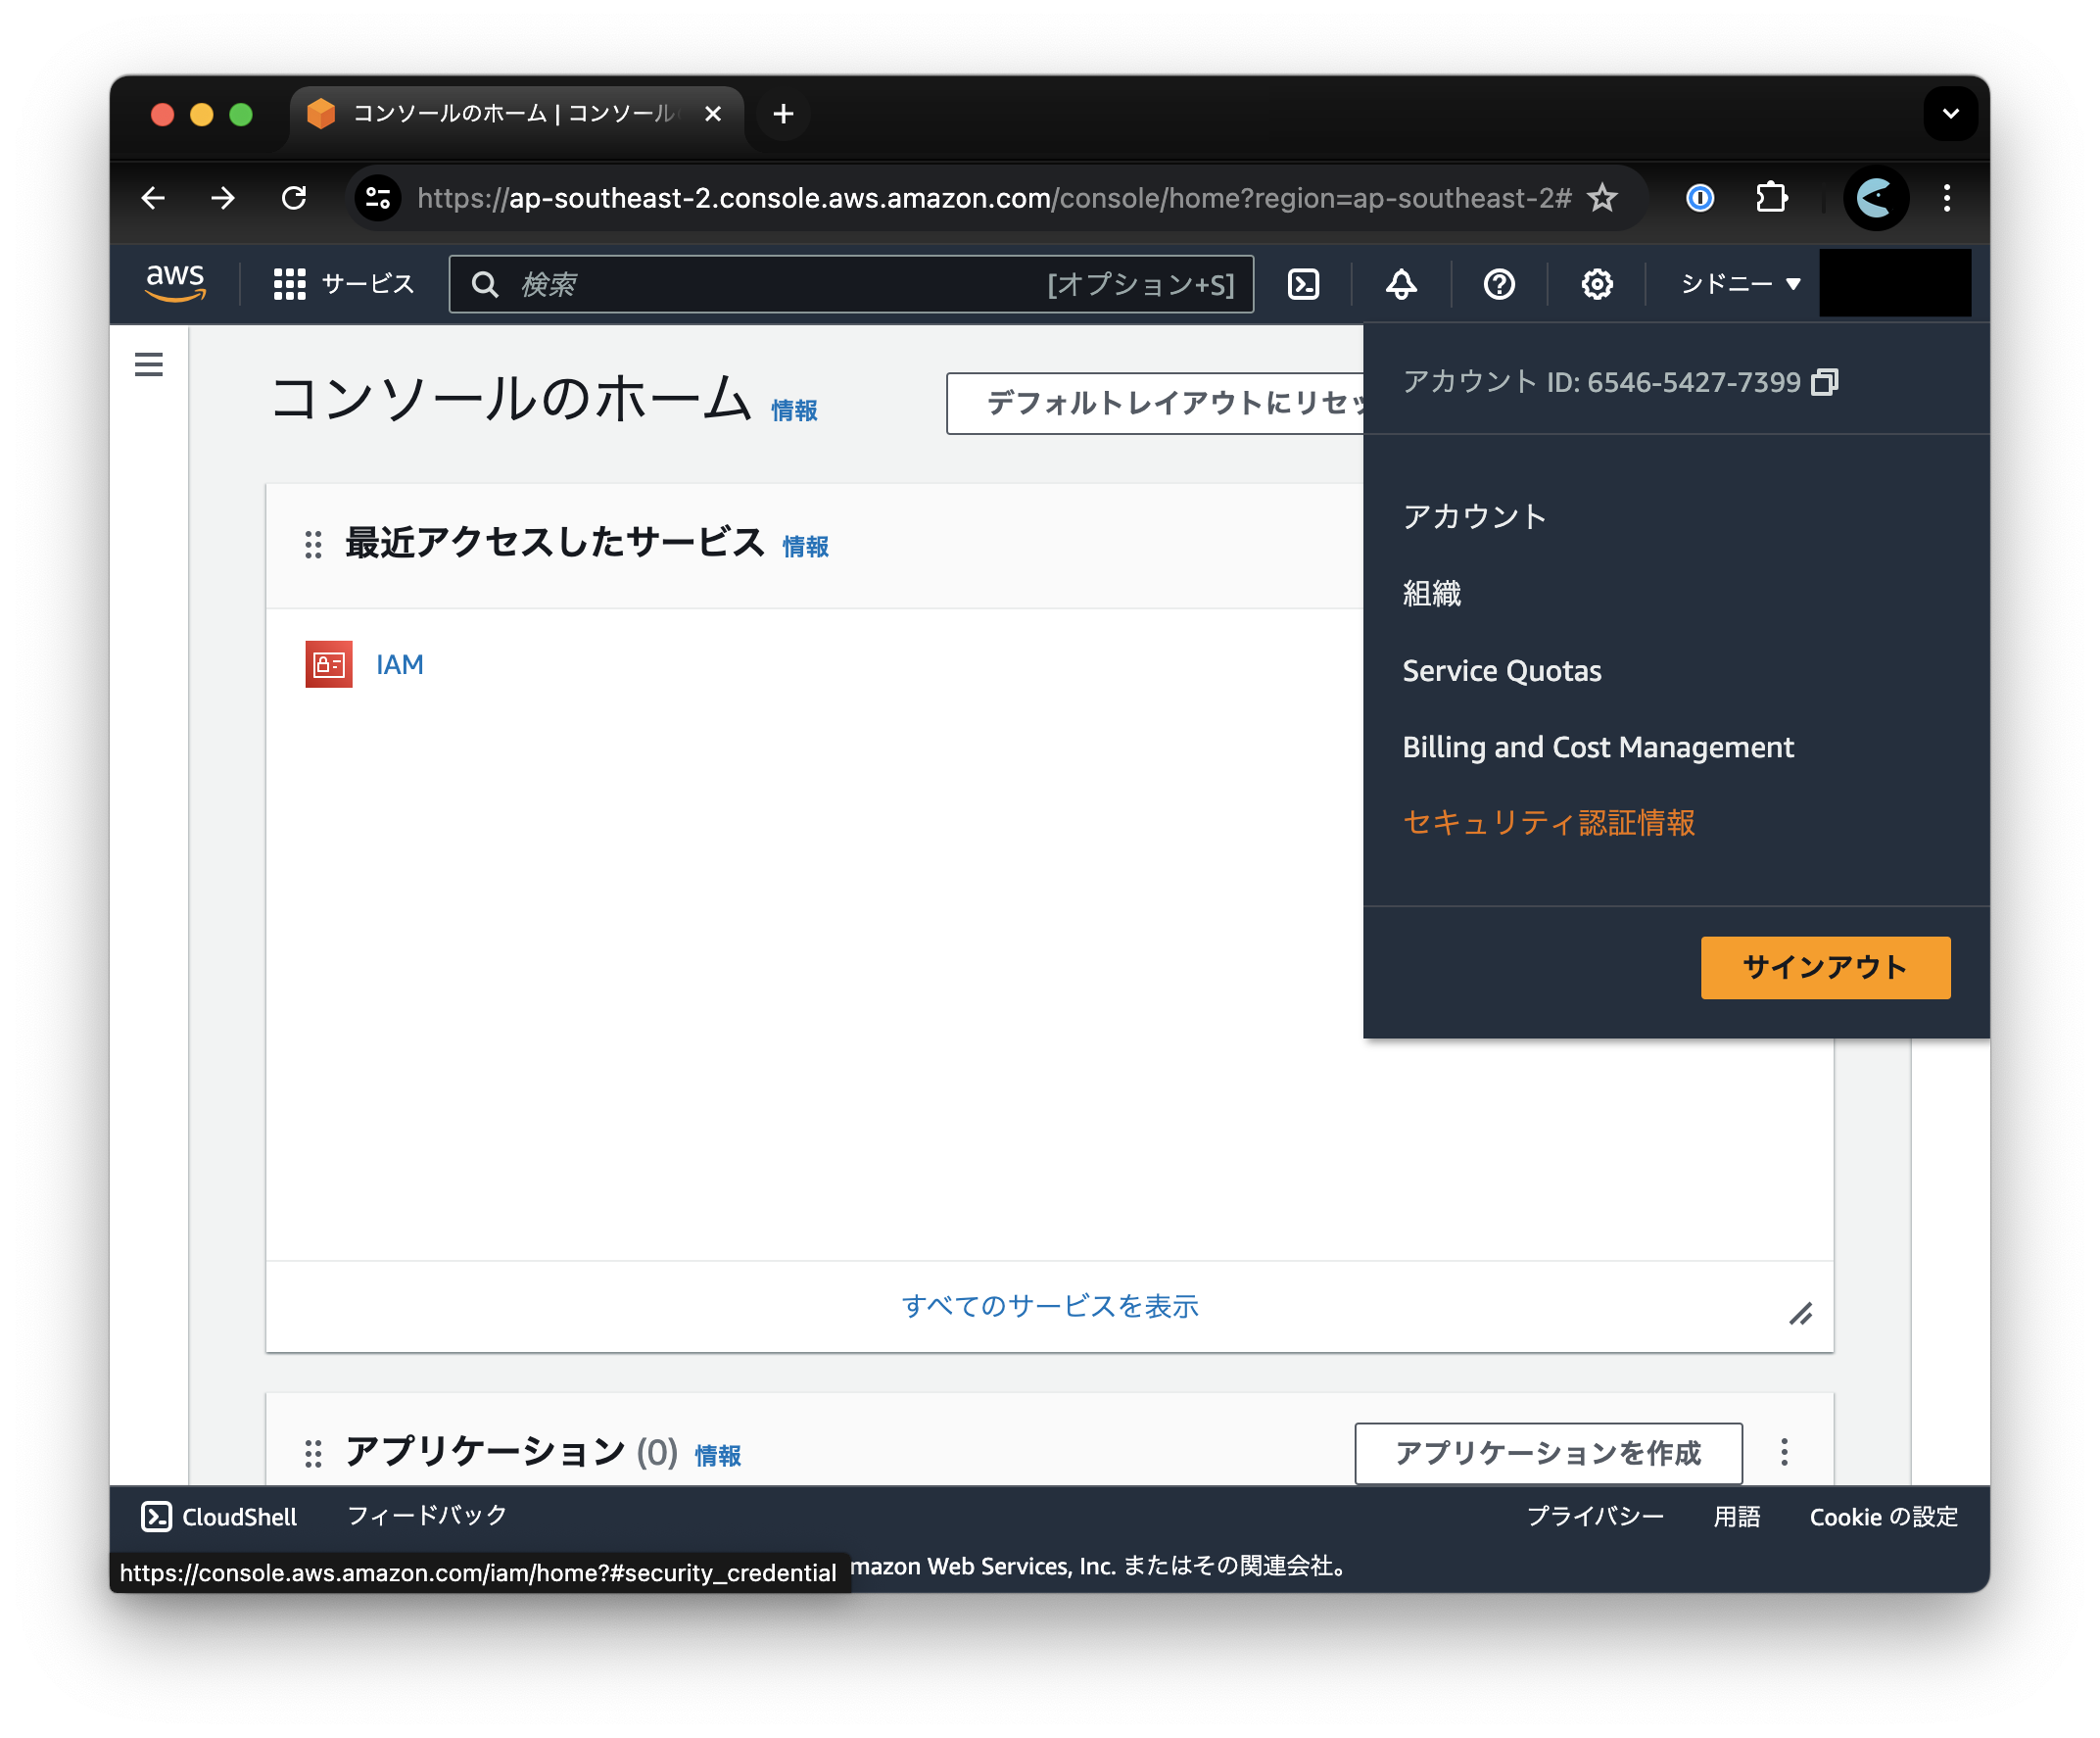 コンソールのホーム | コンソール
https://ap-southeast-2.console.aws.amazon.com/console/home?region=ap-southeast-2#
aws
サービス
検索
[オプション+S]
シドニー ▼
コンソールのホーム 情報
デフォルトレイアウトにリセッ
アカウント ID: 6546-5427-7399
アカウント
組織
Service Quotas
Billing and Cost Management
セキュリティ認証情報
サインアウト
最近アクセスしたサービス 情報
IAM
すべてのサービスを表示
アプリケーション (0) 情報
アプリケーションを作成
CloudShell
フィードバック
プライバシー
用語
Cookie の設定
https://console.aws.amazon.com/iam/home?#security_credential
mazon Web Services, Inc. またはその関連会社。